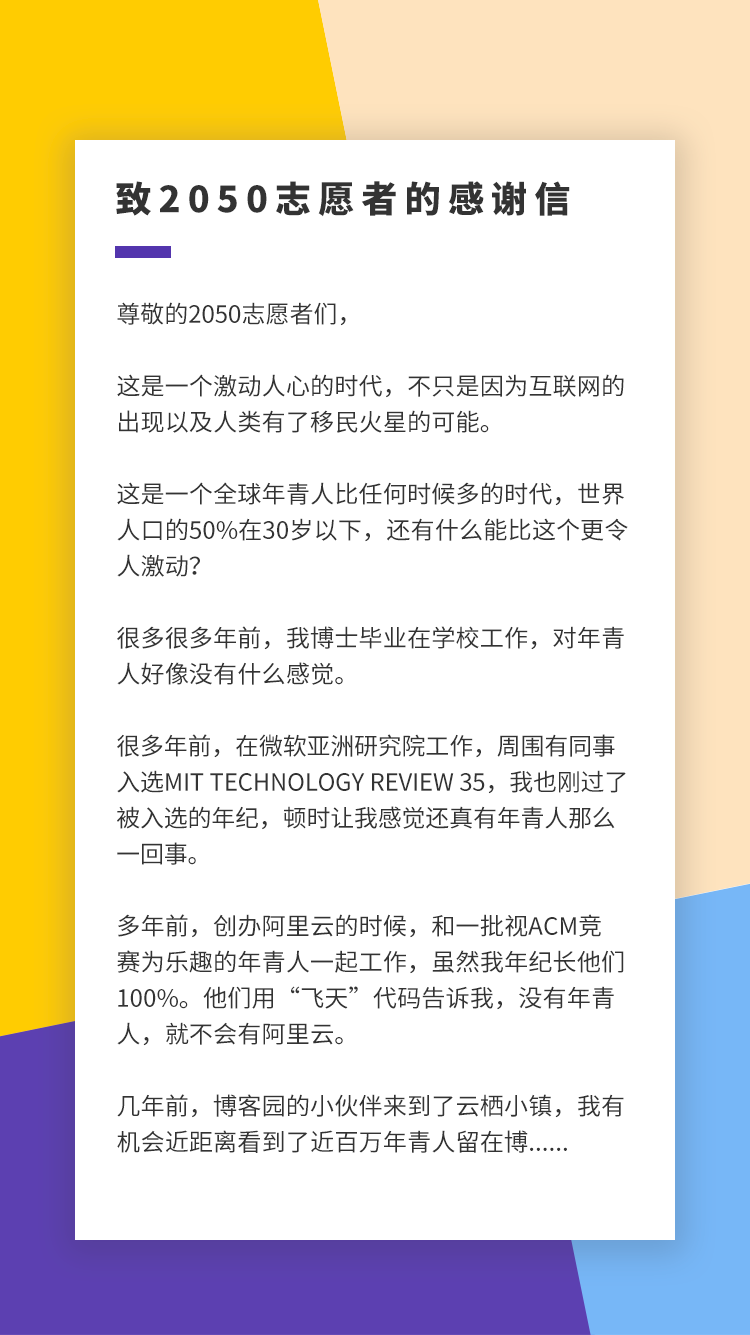 致2050志愿者的感谢信
尊敬的2050志愿者们，
这是一个激动人心的时代，不只是因为互联网的
出现以及人类有了移民火星的可能。
这是一个全球年青人比任何时候多的时代，世界
人口的50%在30岁以下，还有什么能比这个更令
人激动？
很多很多年前，我博士毕业在学校工作，对年青
人好像没有什么感觉。
很多年前，在微软亚洲研究院工作，周围有同事
入选MIT TECHNOLOGY REVIEW 35，我也刚过了
被入选的年纪，顿时让我感觉还真有年青人那么
一回事。
多年前，创办阿里云的时候，和一批视ACM竞
赛为乐趣的年青人一起工作，虽然我年纪长他们
100%。他们用“飞天”代码告诉我，没有年青
人，就不会有阿里云。
几年前，博客园的小伙伴来到了云栖小镇，我有
机会近距离看到了近百万年青人留在博......